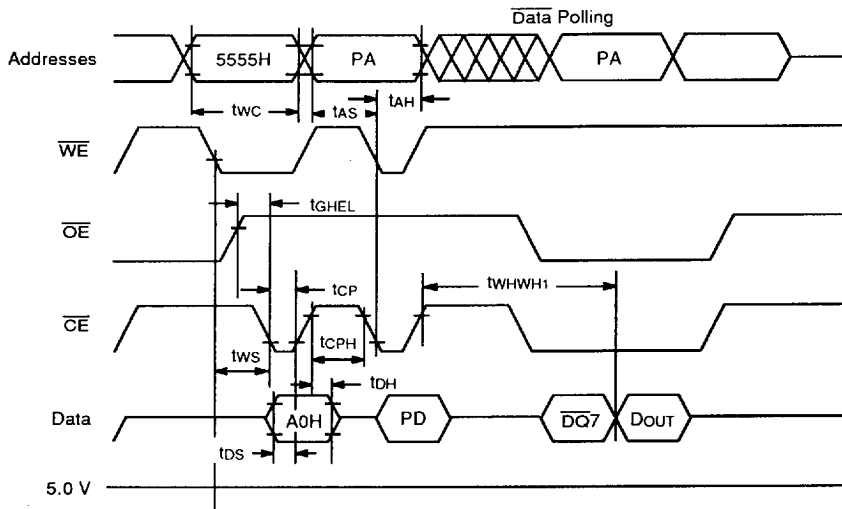 Data Polling
Addresses 5555H PA PA
tWC tAS tAH
WE
tGHEL
OE
tCP tWHWH1
CE
tWS tCPH
tDH
Data A0H PD DQ7 DOUT
tDS
5.0 V